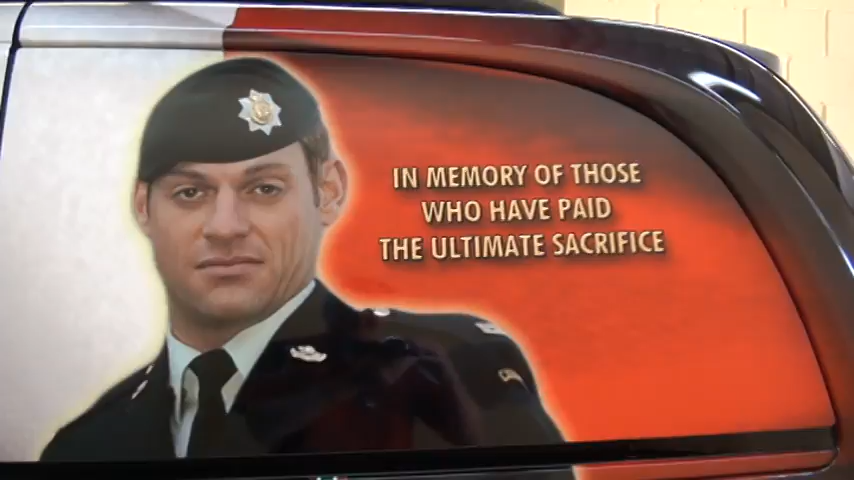 IN MEMORY OF THOSE
WHO HAVE PAID
THE ULTIMATE SACRIFICE